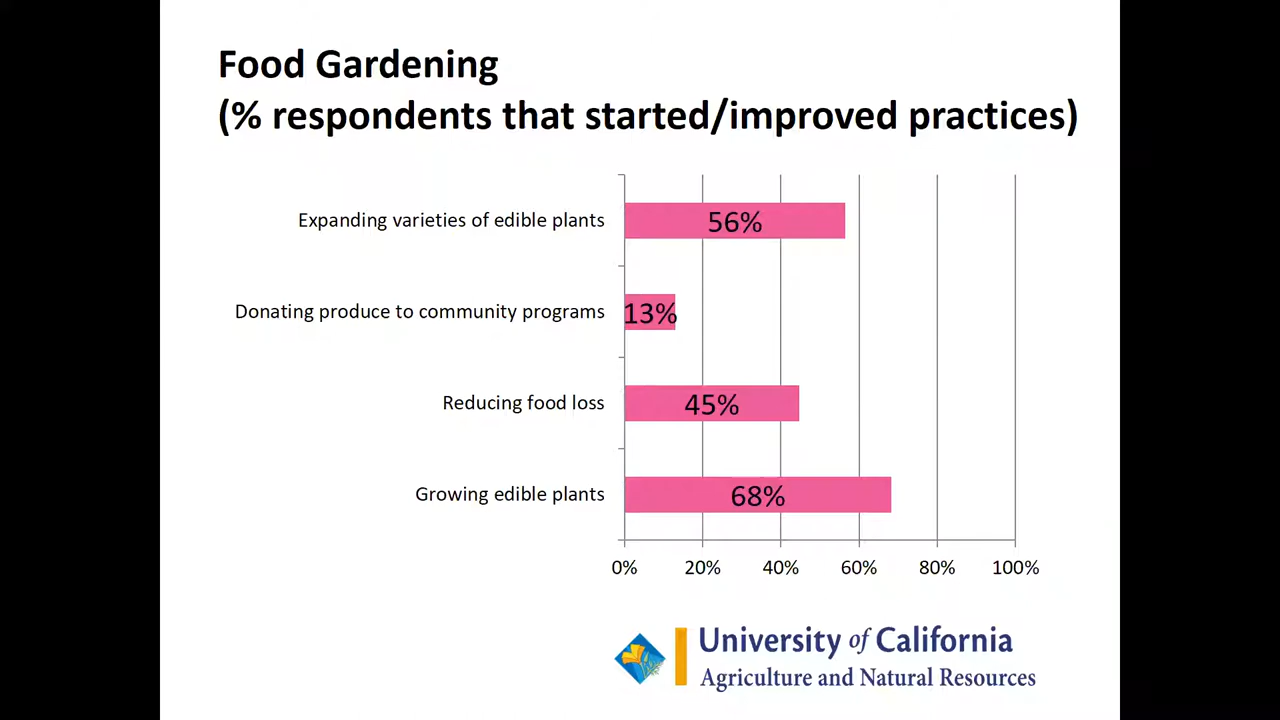 Food Gardening
(% respondents that started/improved practices)
Expanding varieties of edible plants
56%
Donating produce to community programs
13%
Reducing food loss
45%
Growing edible plants
68%
0% 20% 40% 60% 80% 100%
University of California
Agriculture and Natural Resources